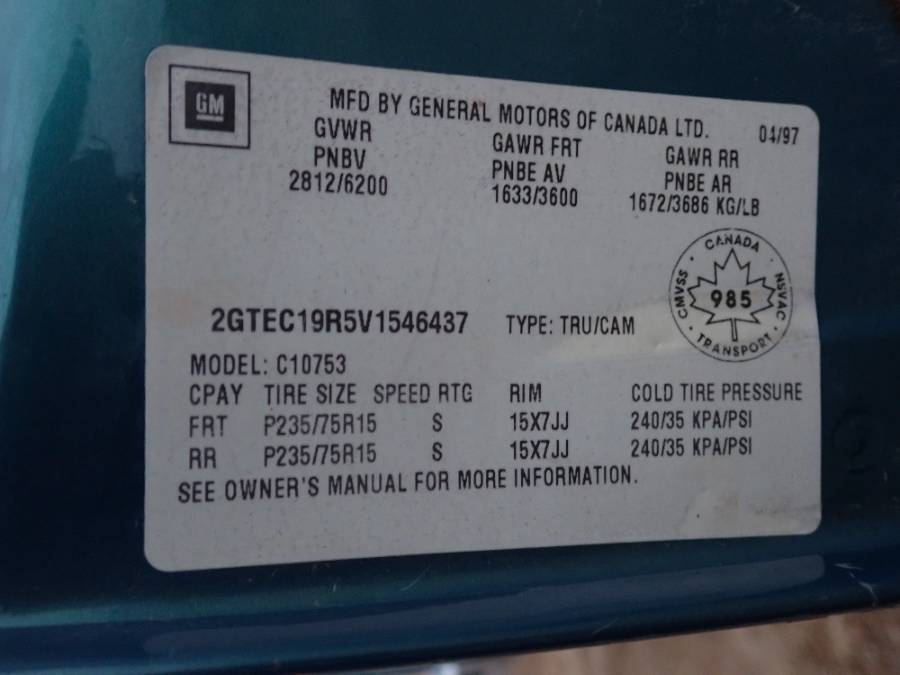 GM
MFD BY GENERAL MOTORS OF CANADA LTD. 04/97
GVWR GAWR FRT GAWR RR
PNBV PNBE AV PNBE AR
2812/6200 1633/3600 1672/3686 KG/LB
CANADA
CMVSS 985 NSVAC
TRANSPORT
2GTEC19R5V1546437 TYPE: TRU/CAM
MODEL: C10753
CPAY TIRE SIZE SPEED RTG RIM COLD TIRE PRESSURE
FRT P235/75R15 S 15X7JJ 240/35 KPA/PSI
RR P235/75R15 S 15X7JJ 240/35 KPA/PSI
SEE OWNER'S MANUAL FOR MORE INFORMATION.